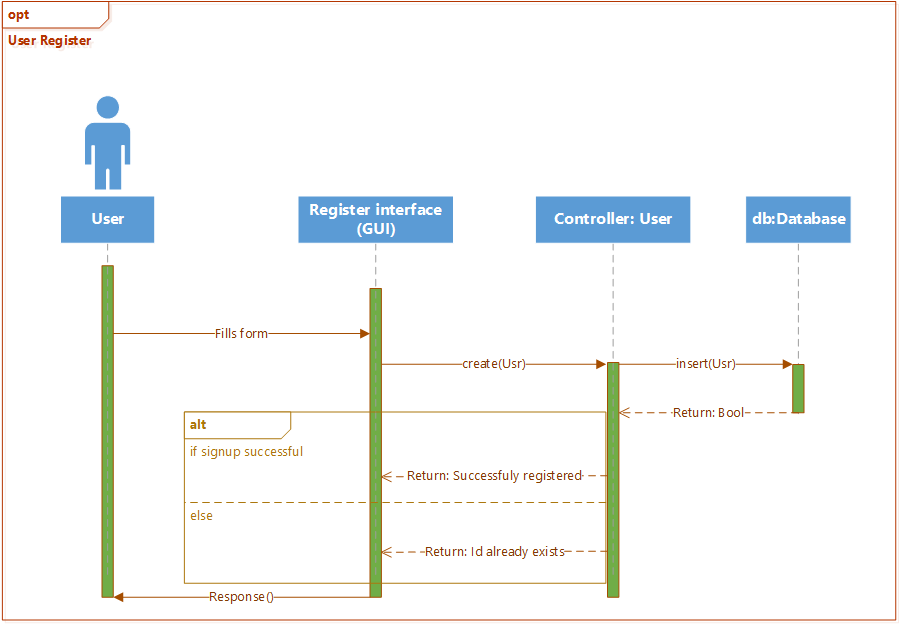 opt
User Register
User
Register interface
(GUI)
Controller: User
db:Database
Fills form
create(Usr)
insert(Usr)
Return: Bool
alt
if signup successful
Return: Successfuly registered
else
Return: Id already exists
Response()